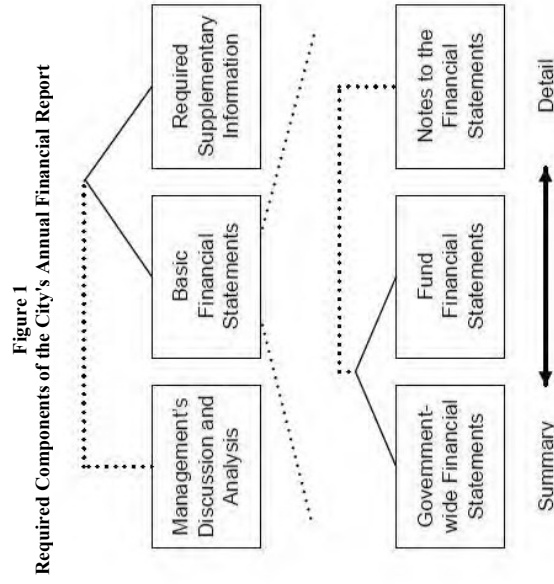 Figure 1
Required Components of the City's Annual Financial Report
Management's
Discussion and
Analysis
Basic
Financial
Statements
Required
Supplementary
Information
Government-
wide Financial
Statements
Fund
Financial
Statements
Notes to the
Financial
Statements
Summary
Detail